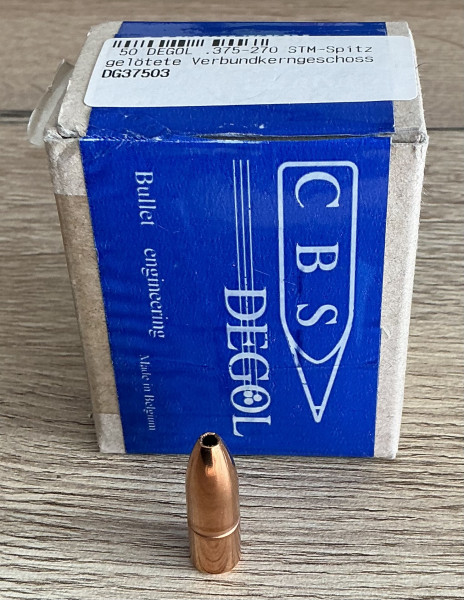 50 DEGOL .375-270 STM-Spitz
gelötete Verbundkerngeschoss
DG37503
CBS
DEGOL
Bullet engineering
Made in Belgium